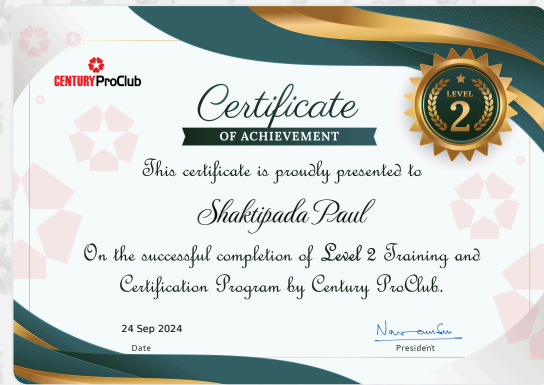 CENTURY ProClub
LEVEL
2
Certificate
OF ACHIEVEMENT
This certificate is proudly presented to
Shaktipada Paul
On the successful completion of Level 2 Training and
Certification Program by Century ProClub.
24 Sep 2024
Date
President